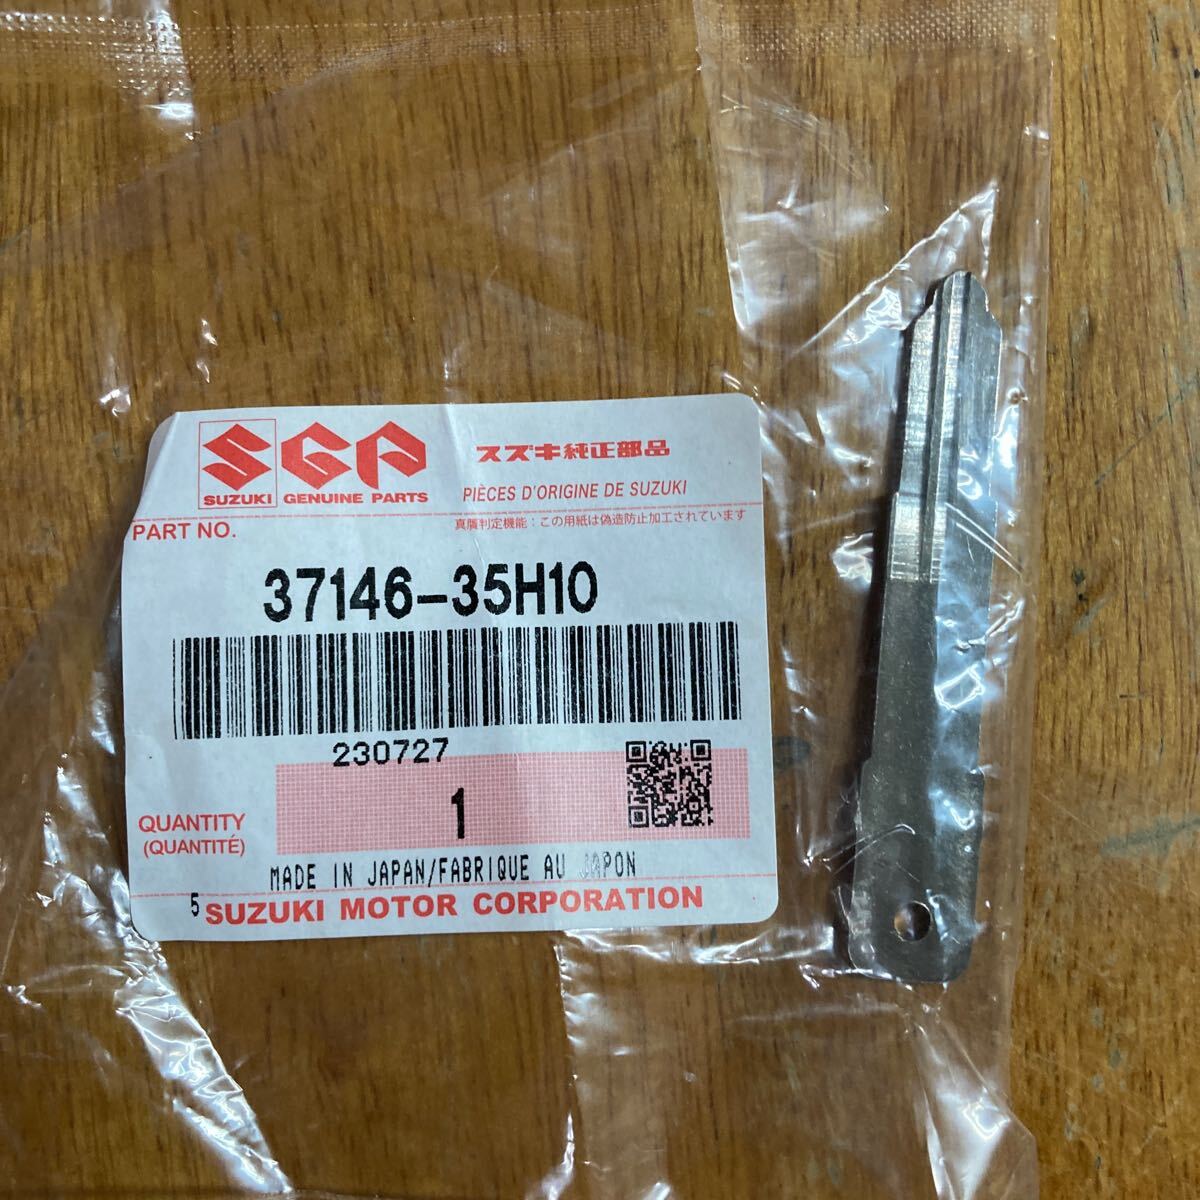 SGP
SUZUKI GENUINE PARTS
スズキ純正部品
PIÈCES D'ORIGINE DE SUZUKI
PART NO.
真贋判定機能：この用紙は偽造防止加工されています
37146-35H10
230727
QUANTITY
(QUANTITÉ)
1
MADE IN JAPAN/FABRIQUE AU JAPON
5 SUZUKI MOTOR CORPORATION